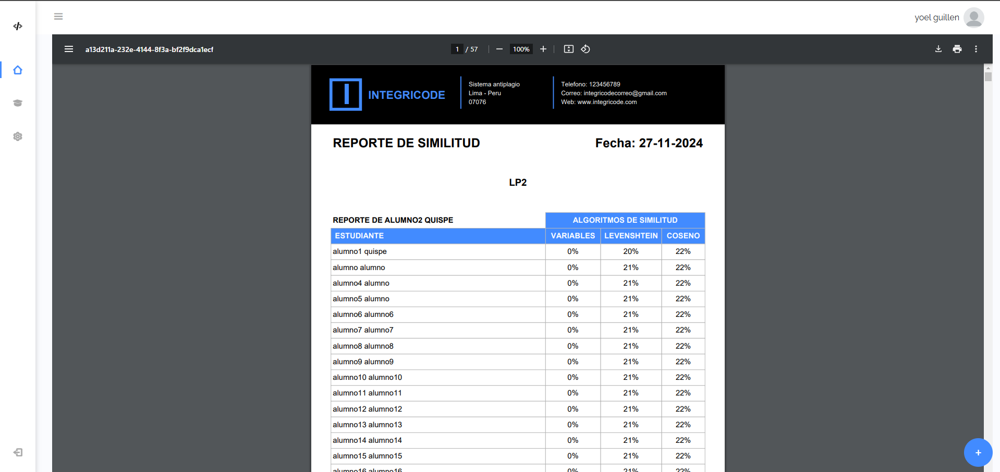 yoel guillen
a13d211a-232e-4144-8f3a-bf2f9dca1ecf
1 / 57
100%
INTEGRICODE
Sistema antiplagio
Lima - Peru
07076
Telefono: 123456789
Correo: integricodecorreo@gmail.com
Web: www.integricode.com
REPORTE DE SIMILITUD Fecha: 27-11-2024
LP2
REPORTE DE ALUMNO2 QUISPE ALGORITMOS DE SIMILITUD
ESTUDIANTE VARIABLES LEVENSHTEIN COSENO
alumno1 quispe 0% 20% 22%
alumno alumno 0% 21% 22%
alumno4 alumno 0% 21% 22%
alumno5 alumno 0% 21% 22%
alumno6 alumno6 0% 21% 22%
alumno7 alumno7 0% 21% 22%
alumno8 alumno8 0% 21% 22%
alumno9 alumno9 0% 21% 22%
alumno10 alumno10 0% 21% 22%
alumno11 alumno11 0% 21% 22%
alumno12 alumno12 0% 21% 22%
alumno13 alumno13 0% 21% 22%
alumno14 alumno14 0% 21% 22%
alumno15 alumno15 0% 21% 22%
alumno16 alumno16 0% 21% 22%